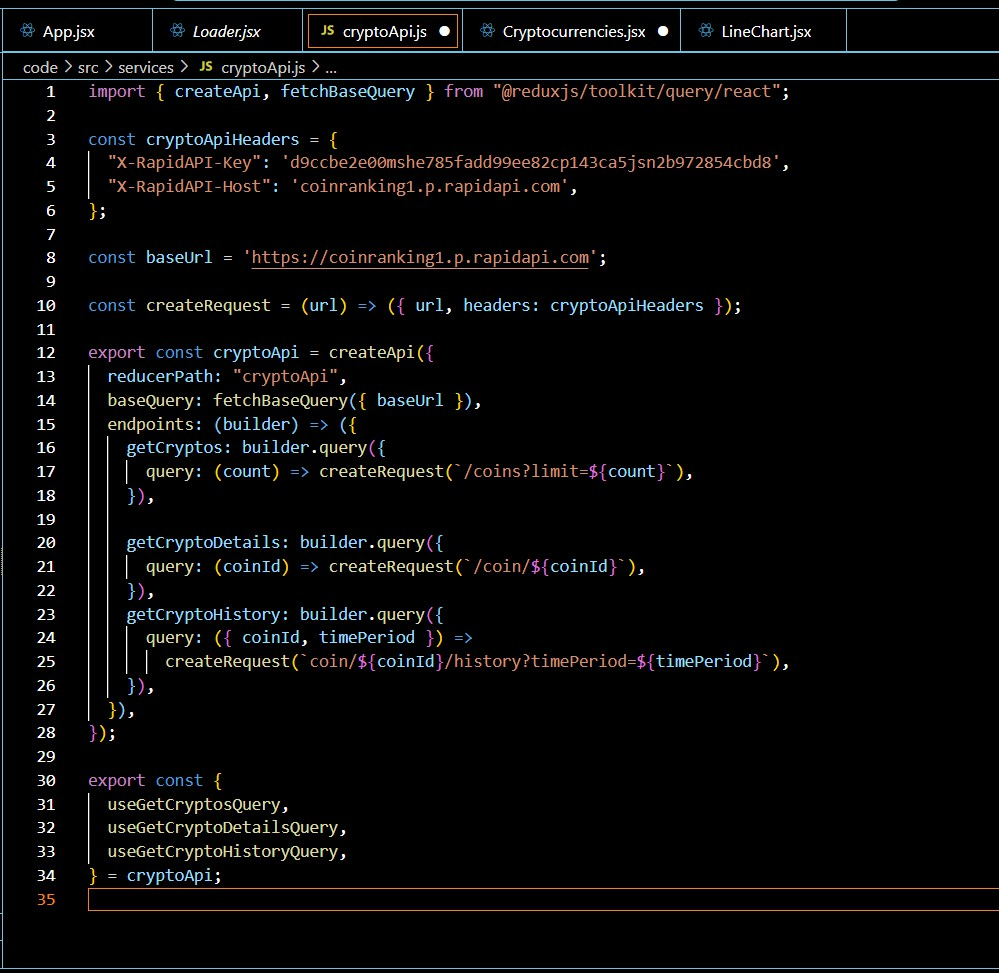 App.jsx
Loader.jsx
JS cryptoApi.js
Cryptocurrencies.jsx
LineChart.jsx
code > src > services > JS cryptoApi.js > ...
1 import { createApi, fetchBaseQuery } from "@reduxjs/toolkit/query/react";
2
3 const cryptoApiHeaders = {
4 "X-RapidAPI-Key": 'd9ccbe2e00mshe785fadd99ee82cp143ca5jsn2b972854cbd8',
5 "X-RapidAPI-Host": 'coinranking1.p.rapidapi.com',
6 };
7
8 const baseUrl = 'https://coinranking1.p.rapidapi.com';
9
10 const createRequest = (url) => ({ url, headers: cryptoApiHeaders });
11
12 export const cryptoApi = createApi({
13 reducerPath: "cryptoApi",
14 baseQuery: fetchBaseQuery({ baseUrl }),
15 endpoints: (builder) => ({
16 getCryptos: builder.query({
17 query: (count) => createRequest(`/coins?limit=${count}`),
18 }),
19
20 getCryptoDetails: builder.query({
21 query: (coinId) => createRequest(`/coin/${coinId}`),
22 }),
23 getCryptoHistory: builder.query({
24 query: ({ coinId, timePeriod }) =>
25 createRequest(`coin/${coinId}/history?timePeriod=${timePeriod}`),
26 }),
27 }),
28 });
29
30 export const {
31 useGetCryptosQuery,
32 useGetCryptoDetailsQuery,
33 useGetCryptoHistoryQuery,
34 } = cryptoApi;
35